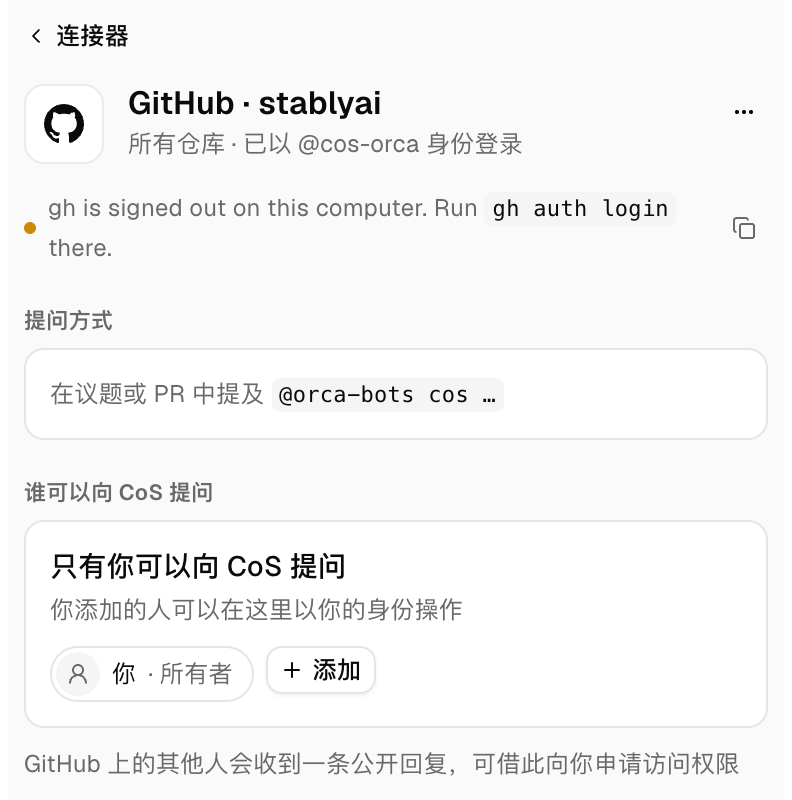 连接器
GitHub · stablyai
所有仓库 · 已以 @cos-orca 身份登录
gh is signed out on this computer. Run gh auth login
there.
提问方式
在议题或 PR 中提及 @orca-bots cos …
谁可以向 CoS 提问
只有你可以向 CoS 提问
你添加的人可以在这里以你的身份操作
你 · 所有者 + 添加
GitHub 上的其他人会收到一条公开回复，可借此向你申请访问权限